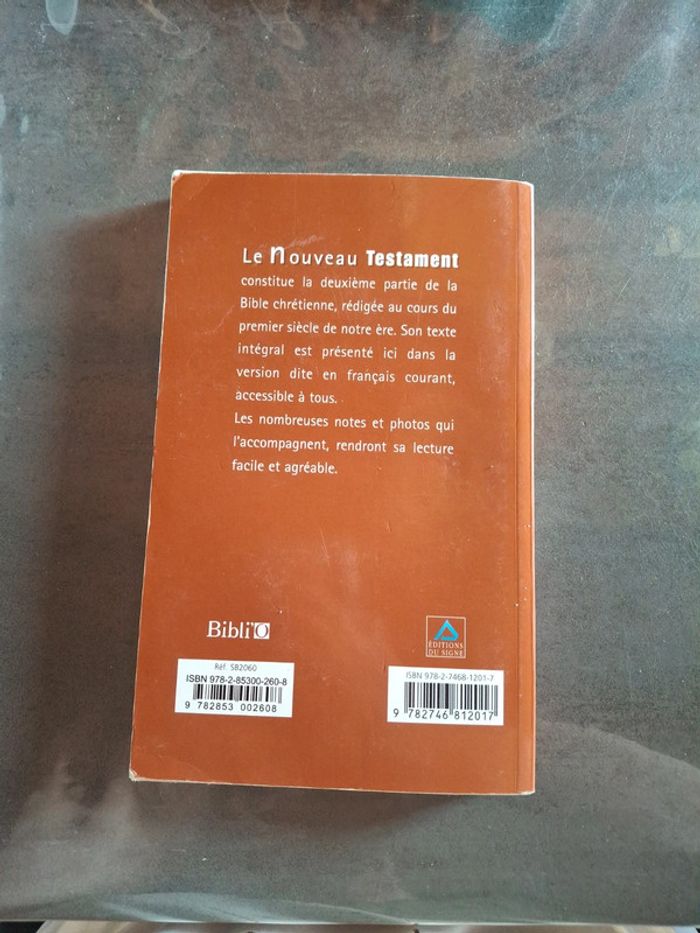 Le nouveau Testament
constitue la deuxième partie de la
Bible chrétienne, rédigée au cours du
premier siècle de notre ère. Son texte
intégral est présenté ici dans la
version dite en français courant,
accessible à tous.
Les nombreuses notes et photos qui
l'accompagnent, rendront sa lecture
facile et agréable.
Bibli'O
ÉDITIONS
DU SIGNE
Réf. SB2060
ISBN 978-2-85300-260-8
9 782853 002608
ISBN 978-2-7468-1201-7
9 782746 812017